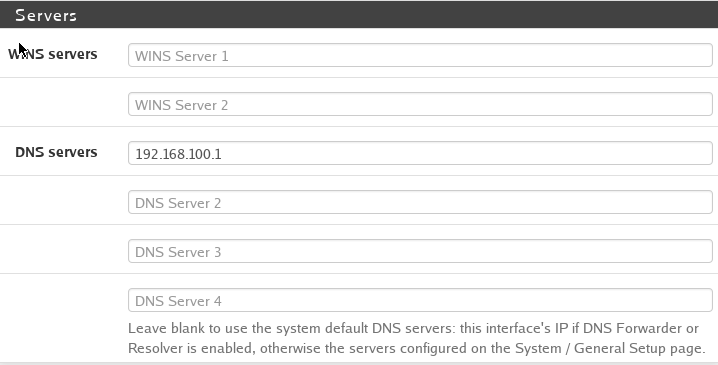 Servers
WINS servers
WINS Server 1
WINS Server 2
DNS servers
192.168.100.1
DNS Server 2
DNS Server 3
DNS Server 4
Leave blank to use the system default DNS servers: this interface's IP if DNS Forwarder or
Resolver is enabled, otherwise the servers configured on the System / General Setup page.